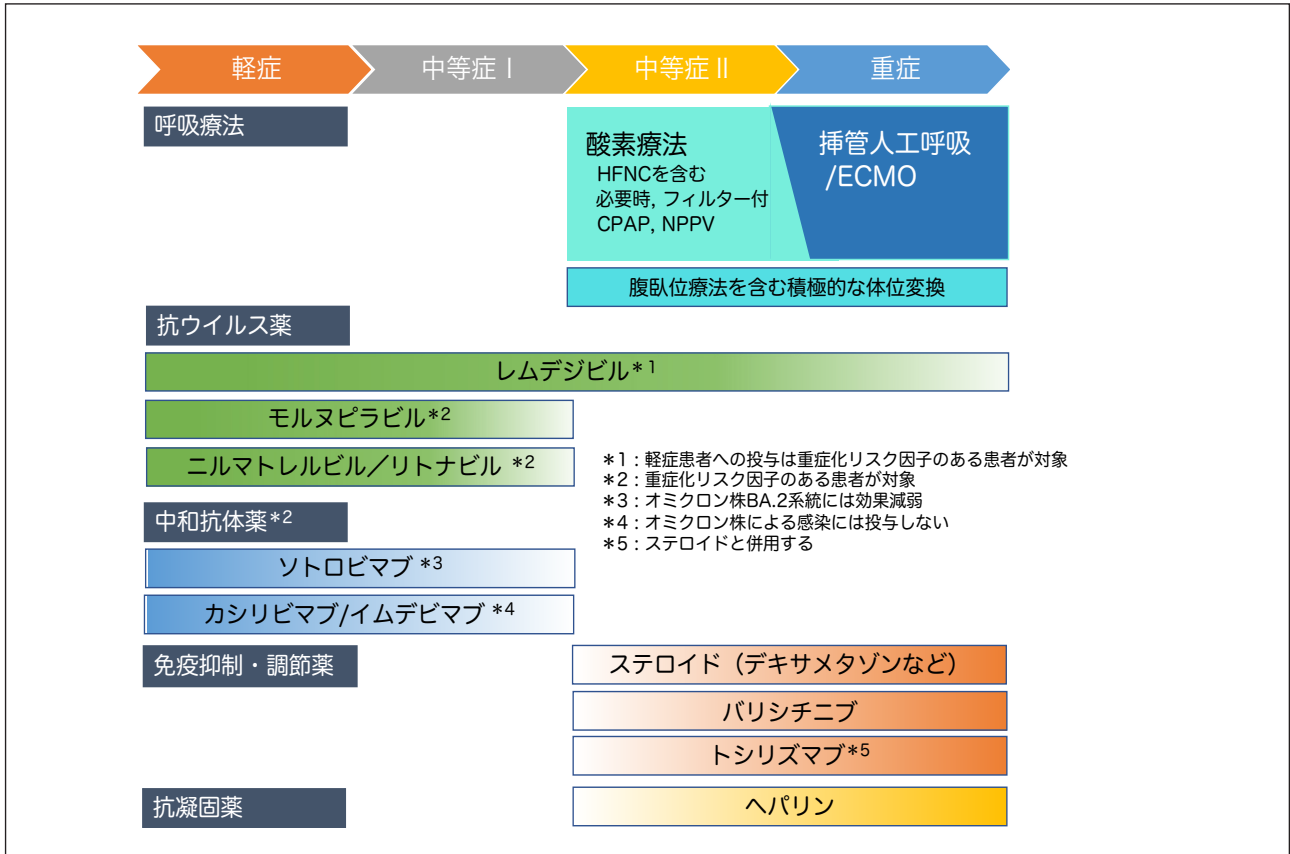 軽症
中等症Ⅰ
中等症Ⅱ
重症
呼吸療法
酸素療法
HFNCを含む
必要時, フィルター付
CPAP, NPPV
挿管人工呼吸
/ECMO
腹臥位療法を含む積極的な体位変換
抗ウイルス薬
レムデジビル*1
モルヌピラビル*2
ニルマトレルビル／リトナビル *2
*1：軽症患者への投与は重症化リスク因子のある患者が対象
*2：重症化リスク因子のある患者が対象
*3：オミクロン株BA.2系統には効果減弱
*4：オミクロン株による感染には投与しない
*5：ステロイドと併用する
中和抗体薬*2
ソトロビマブ *3
カシリビマブ/イムデビマブ *4
免疫抑制・調節薬
ステロイド（デキサメタゾンなど）
バリシチニブ
トシリズマブ*5
抗凝固薬
ヘパリン